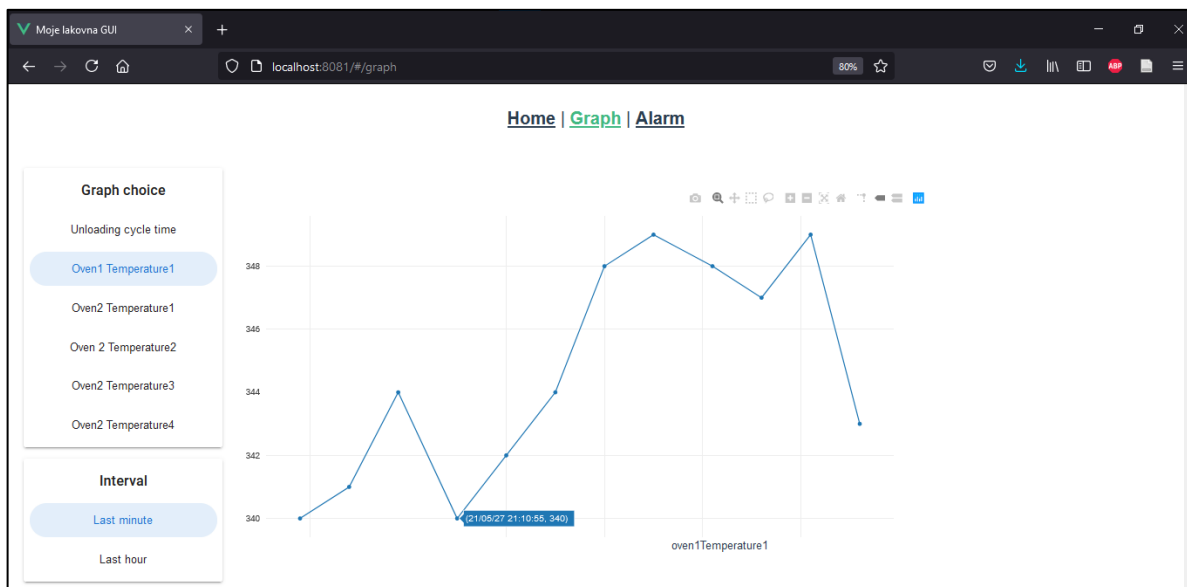 Moje lakovna GUI
localhost:8081/#/graph
80%
ABP
Home | Graph | Alarm
Graph choice
Unloading cycle time
Oven1 Temperature1
Oven2 Temperature1
Oven 2 Temperature2
Oven2 Temperature3
Oven2 Temperature4
Interval
Last minute
Last hour
348
346
344
342
340
(21/05/27 21:10:55, 340)
oven1Temperature1